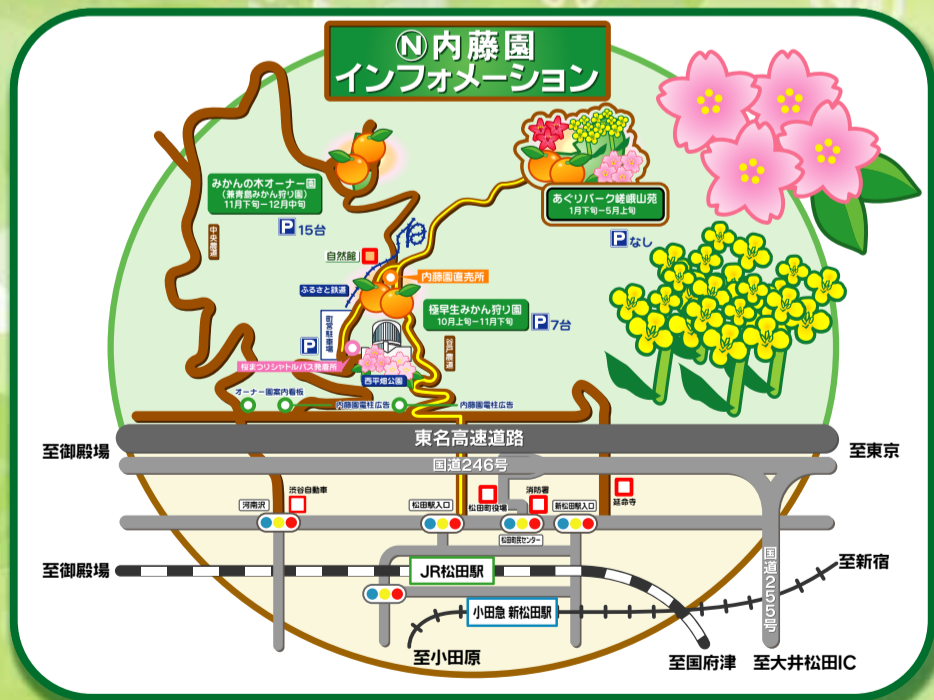 Ⓝ内藤園
インフォメーション
みかんの木オーナー園
(兼青島みかん狩り園)
11月下旬－12月中旬
P 15台
中央農道
あぐりパーク嵯峨山苑
1月下旬－5月上旬
P なし
自然館
内藤園直売所
ふるさと鉄道
極早生みかん狩り園
10月上旬－11月下旬
P 7台
町営駐車場
P
谷戸農道
桜まつりシャトルバス発着所
西平畑公園
オーナー園案内看板
内藤園電柱広告
内藤園電柱広告
東名高速道路
至御殿場
至東京
国道246号
河南沢
渋谷自動車
松田駅入口
松田町役場
消防署
新松田駅入口
延命寺
松田町民センター
至御殿場
JR松田駅
国道255号
至新宿
小田急 新松田駅
至小田原
至国府津
至大井松田IC